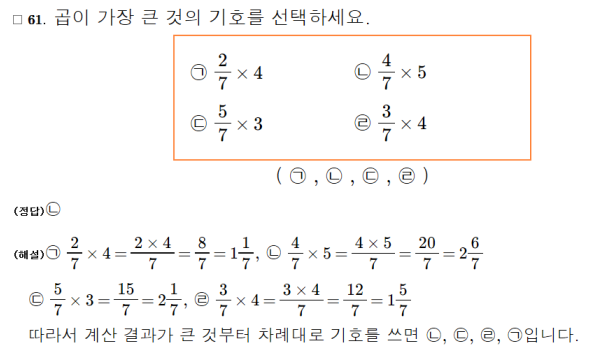 □ 61. 곱이 가장 큰 것의 기호를 선택하세요.
㉠ 2/7 × 4 ㉡ 4/7 × 5
㉢ 5/7 × 3 ㉣ 3/7 × 4
( ㉠ , ㉡ , ㉢ , ㉣ )
(정답)㉡
(해설)㉠ 2/7 × 4 = (2 × 4)/7 = 8/7 = 1 1/7, ㉡ 4/7 × 5 = (4 × 5)/7 = 20/7 = 2 6/7
㉢ 5/7 × 3 = 15/7 = 2 1/7, ㉣ 3/7 × 4 = (3 × 4)/7 = 12/7 = 1 5/7
따라서 계산 결과가 큰 것부터 차례대로 기호를 쓰면 ㉡, ㉢, ㉣, ㉠입니다.